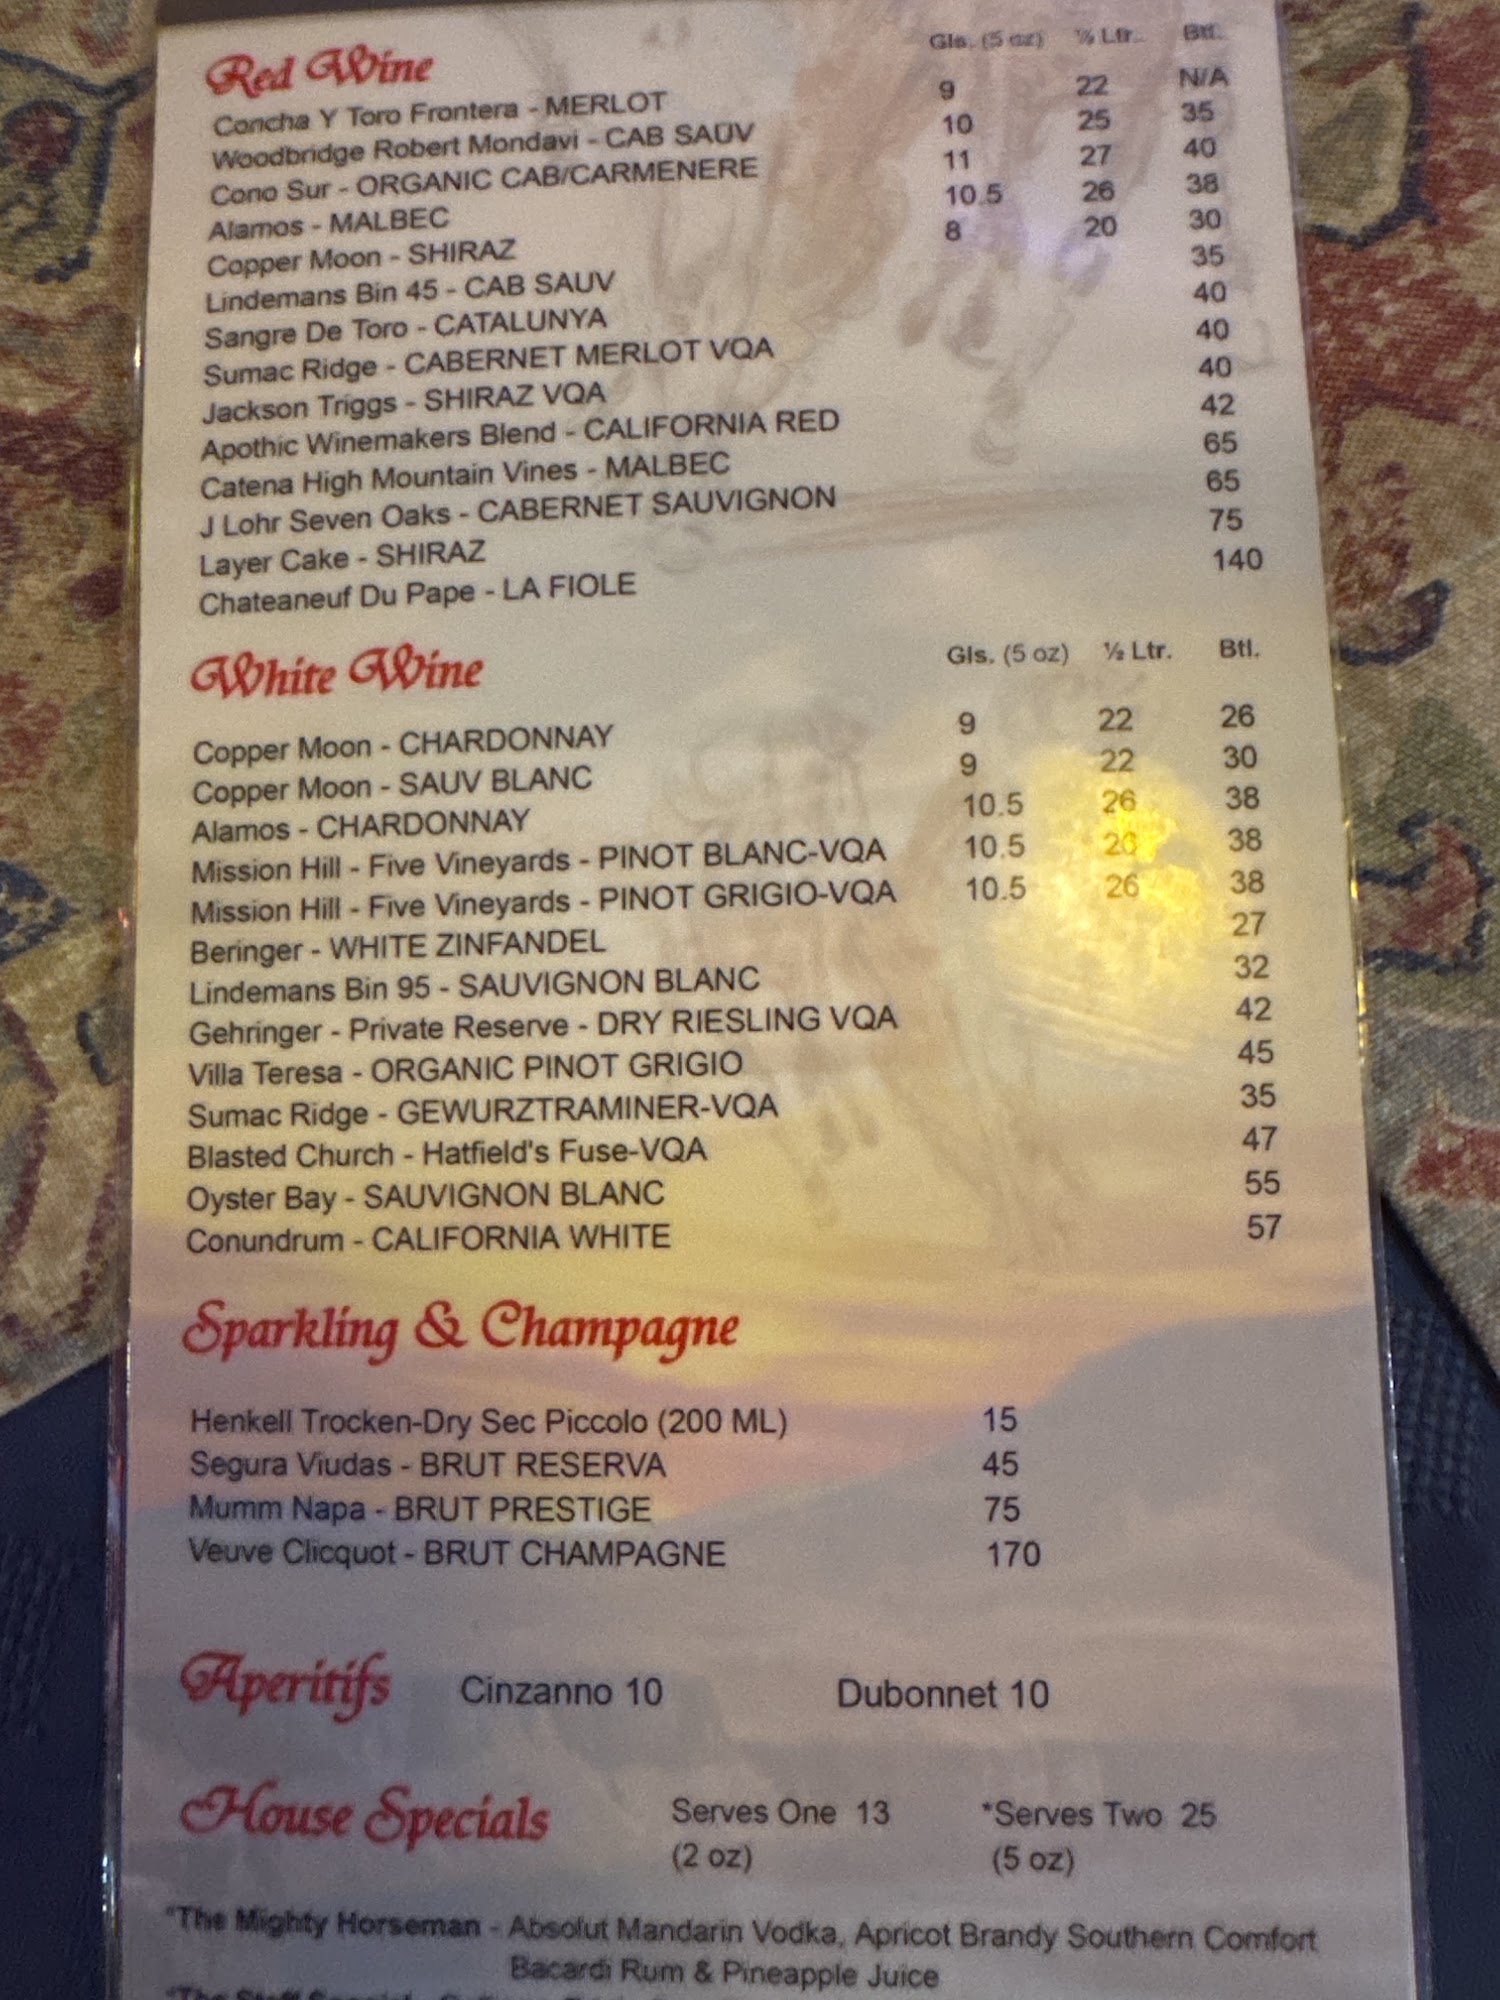 Red Wine Gls. (5 oz) ½ Ltr. Btl.
Concha Y Toro Frontera - MERLOT 9 22 N/A
Woodbridge Robert Mondavi - CAB SAUV 10 25 35
Cono Sur - ORGANIC CAB/CARMENERE 11 27 40
Alamos - MALBEC 10.5 26 38
Copper Moon - SHIRAZ 8 20 30
Lindemans Bin 45 - CAB SAUV 35
Sangre De Toro - CATALUNYA 40
Sumac Ridge - CABERNET MERLOT VQA 40
Jackson Triggs - SHIRAZ VQA 40
Apothic Winemakers Blend - CALIFORNIA RED 42
Catena High Mountain Vines - MALBEC 65
J Lohr Seven Oaks - CABERNET SAUVIGNON 65
Layer Cake - SHIRAZ 75
Chateaneuf Du Pape - LA FIOLE 140
White Wine Gls. (5 oz) ½ Ltr. Btl.
Copper Moon - CHARDONNAY 9 22 26
Copper Moon - SAUV BLANC 9 22 30
Alamos - CHARDONNAY 10.5 26 38
Mission Hill - Five Vineyards - PINOT BLANC-VQA 10.5 26 38
Mission Hill - Five Vineyards - PINOT GRIGIO-VQA 10.5 26 38
Beringer - WHITE ZINFANDEL 27
Lindemans Bin 95 - SAUVIGNON BLANC 32
Gehringer - Private Reserve - DRY RIESLING VQA 42
Villa Teresa - ORGANIC PINOT GRIGIO 45
Sumac Ridge - GEWURZTRAMINER-VQA 35
Blasted Church - Hatfield's Fuse-VQA 47
Oyster Bay - SAUVIGNON BLANC 55
Conundrum - CALIFORNIA WHITE 57
Sparkling & Champagne
Henkell Trocken-Dry Sec Piccolo (200 ML) 15
Segura Viudas - BRUT RESERVA 45
Mumm Napa - BRUT PRESTIGE 75
Veuve Clicquot - BRUT CHAMPAGNE 170
Aperitifs Cinzanno 10 Dubonnet 10
House Specials Serves One 13 *Serves Two 25
(2 oz) (5 oz)
*The Mighty Horseman - Absolut Mandarin Vodka, Apricot Brandy Southern Comfort
Bacardi Rum & Pineapple Juice